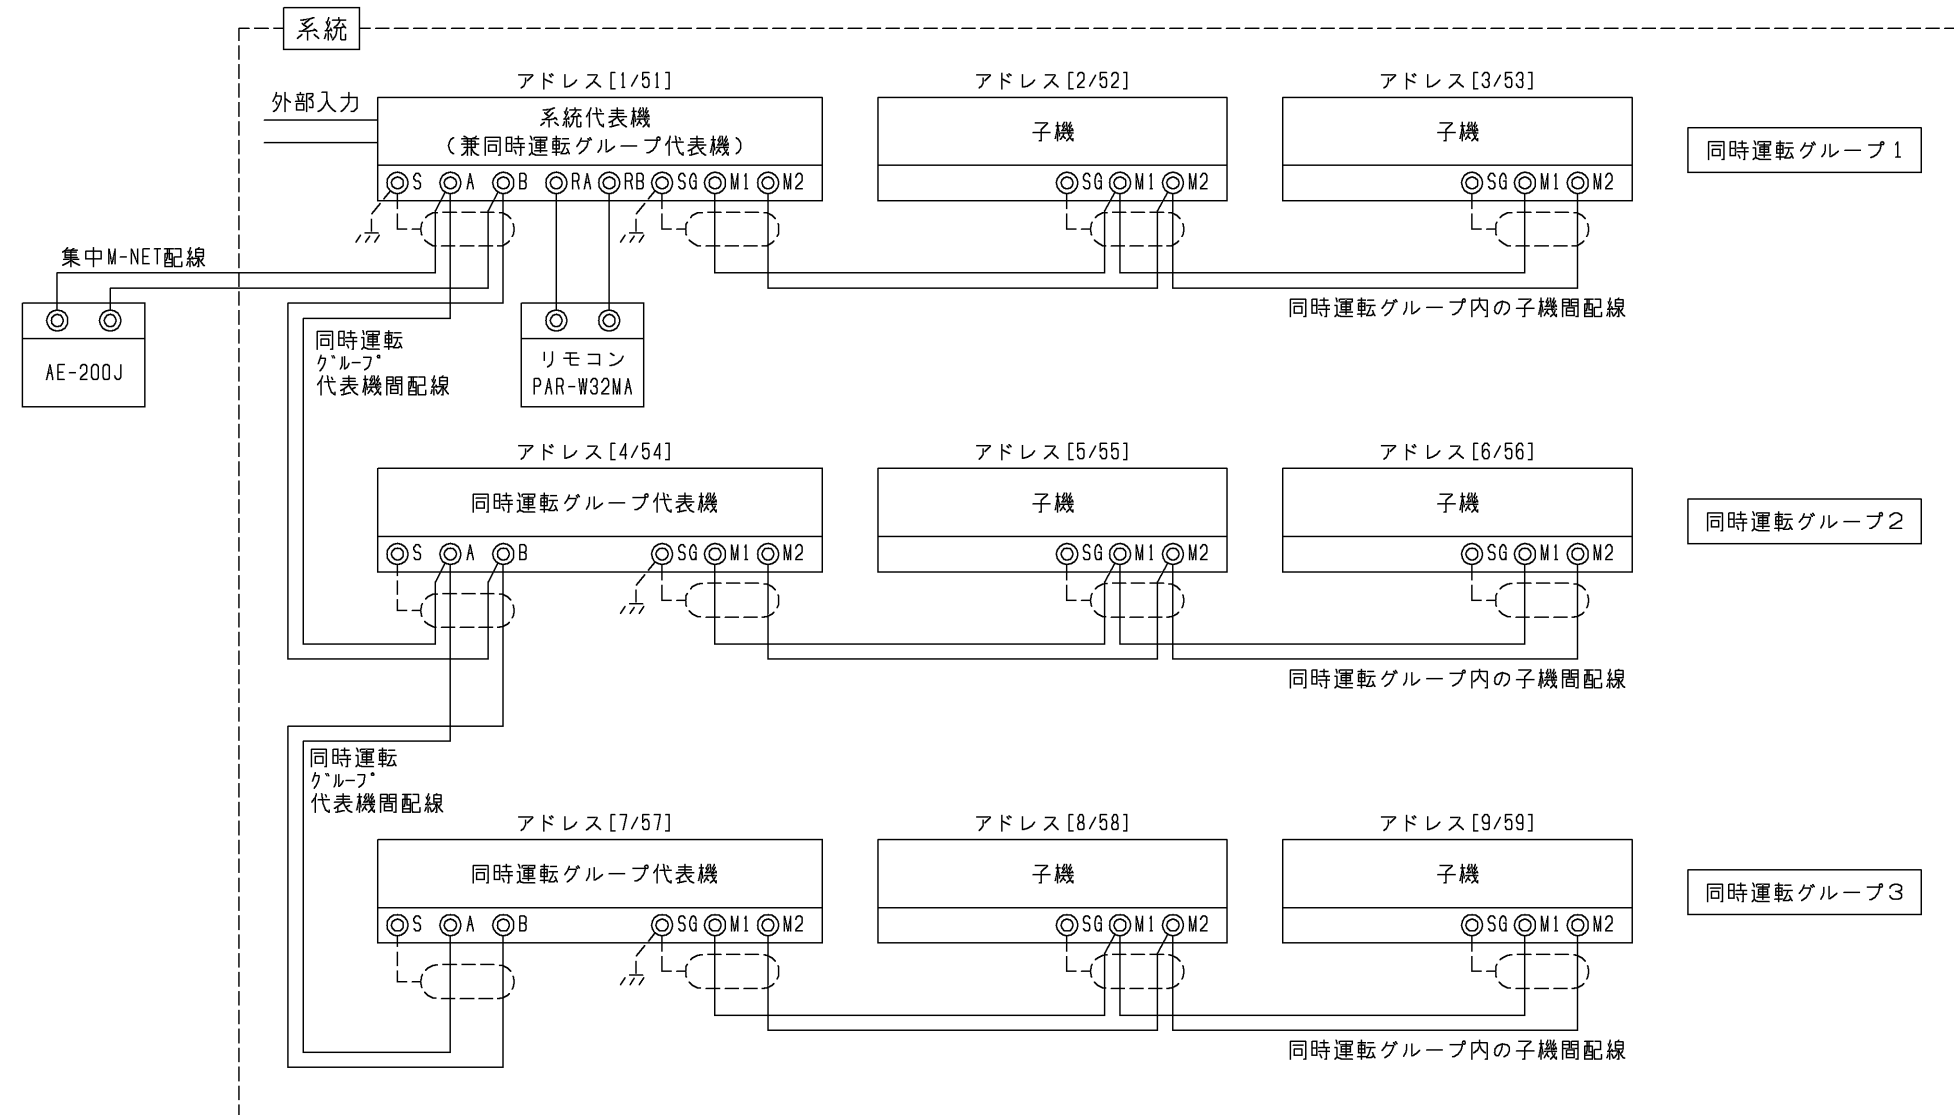 系統
アドレス[1/51]
アドレス[2/52]
アドレス[3/53]
外部入力
系統代表機
(兼同時運転グループ代表機)
子機
子機
同時運転グループ1
S A B RA RB SG M1 M2
SG M1 M2
SG M1 M2
集中M-NET配線
同時運転グループ内の子機間配線
AE-200J
同時運転
グループ
代表機間配線
リモコン
PAR-W32MA
アドレス[4/54]
アドレス[5/55]
アドレス[6/56]
同時運転グループ代表機
子機
子機
同時運転グループ2
S A B SG M1 M2
SG M1 M2
SG M1 M2
同時運転グループ内の子機間配線
同時運転
グループ
代表機間配線
アドレス[7/57]
アドレス[8/58]
アドレス[9/59]
同時運転グループ代表機
子機
子機
同時運転グループ3
S A B SG M1 M2
SG M1 M2
SG M1 M2
同時運転グループ内の子機間配線